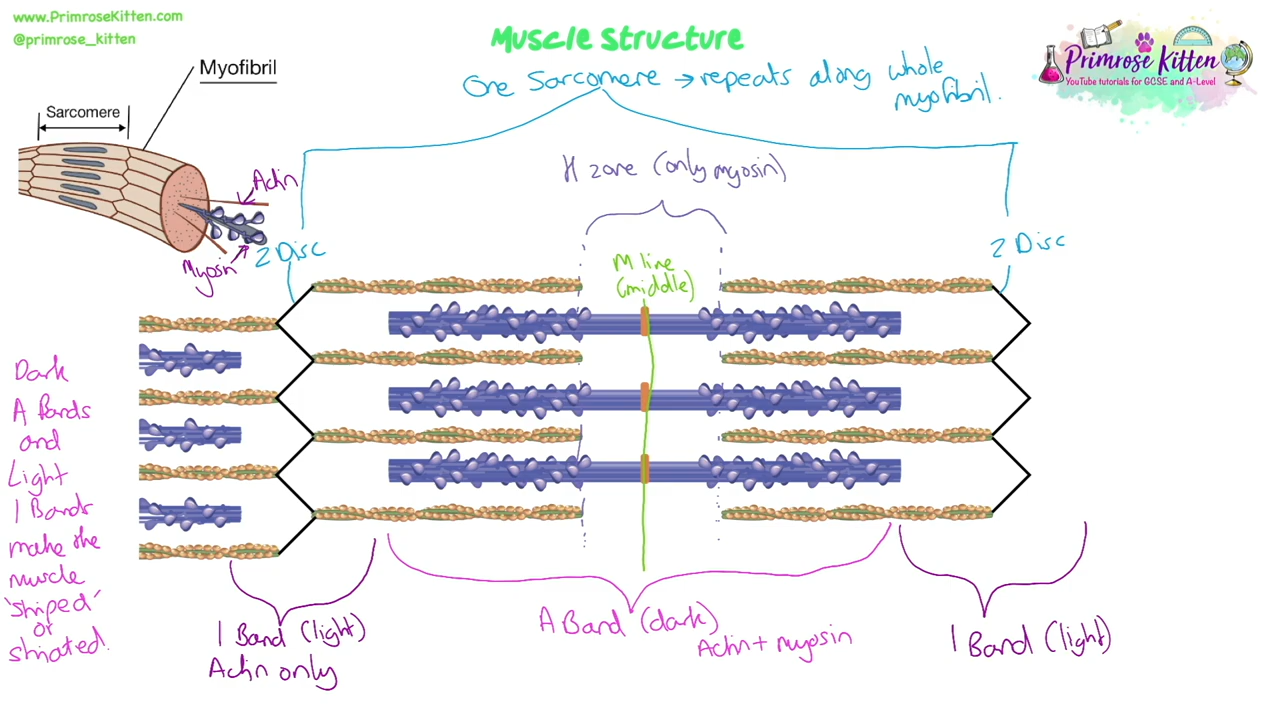 www.PrimroseKitten.com
@primrose_kitten
Muscle Structure
Primrose Kitten
YouTube tutorials for GCSE and A-Level
One Sarcomere → repeats along whole
myofibril.
Myofibril
Sarcomere
Actin
Myosin
H zone (only myosin)
Z Disc
Z Disc
M line
(middle)
Dark
A Bands
and
Light
I Bands
make the
muscle
'striped'
or
striated.
I Band (light)
Actin only
A Band (dark)
Actin + myosin
I Band (light)